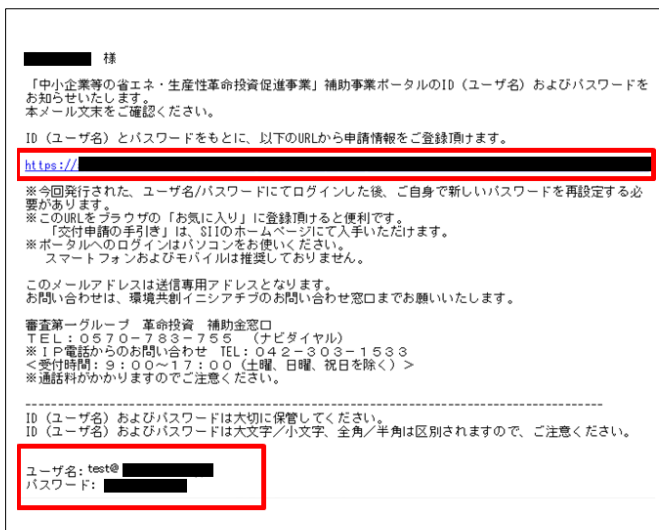 様
「中小企業等の省エネ・生産性革命投資促進事業」補助事業ポータルのID（ユーザ名）およびパスワードを
お知らせいたします。
本メール文末をご確認ください。
ID（ユーザ名）とパスワードをもとに、以下のURLから申請情報をご登録頂けます。
https://
※今回発行された、ユーザ名/パスワードにてログインした後、ご自身で新しいパスワードを再設定する必
要があります。
※このURLをブラウザの「お気に入り」に登録頂けると便利です。
「交付申請の手引き」は、SIIのホームページにて入手いただけます。
※ポータルへのログインはパソコンをお使いください。
スマートフォンおよびモバイルは推奨しておりません。
このメールアドレスは送信専用アドレスとなります。
お問い合わせは、環境共創イニシアチブのお問い合わせ窓口までお願いいたします。
審査第一グループ　革命投資　補助金窓口
ＴＥＬ：０５７０－７８３－７５５　（ナビダイヤル）
※ＩＰ電話からのお問い合わせ　TEL：０４２－３０３－１５３３
＜受付時間：９：００～１７：００（土曜、日曜、祝日を除く）＞
※通話料がかかりますのでご注意ください。
--------------------------------------------------------------------------------
ID（ユーザ名）およびパスワードは大切に保管してください。
ID（ユーザ名）およびパスワードは大文字／小文字、全角／半角は区別されますので、ご注意ください。
ユーザ名：test@
パスワード：